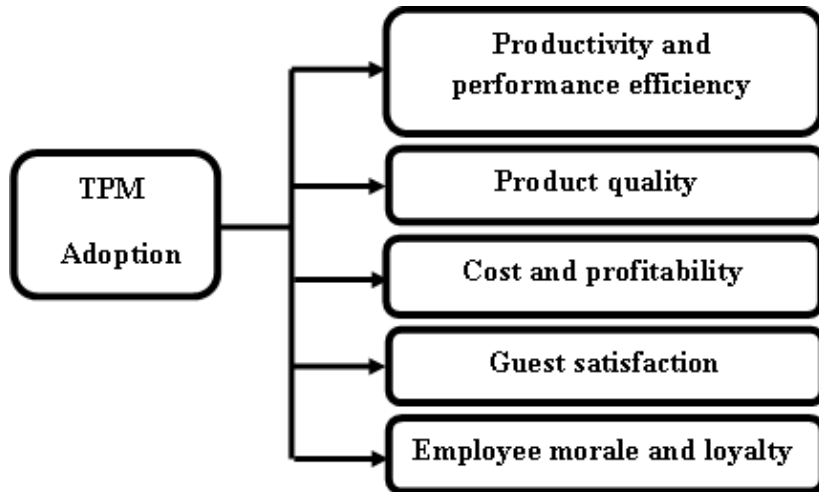 Productivity and
performance efficiency
TPM
Adoption
Product quality
Cost and profitability
Guest satisfaction
Employee morale and loyalty